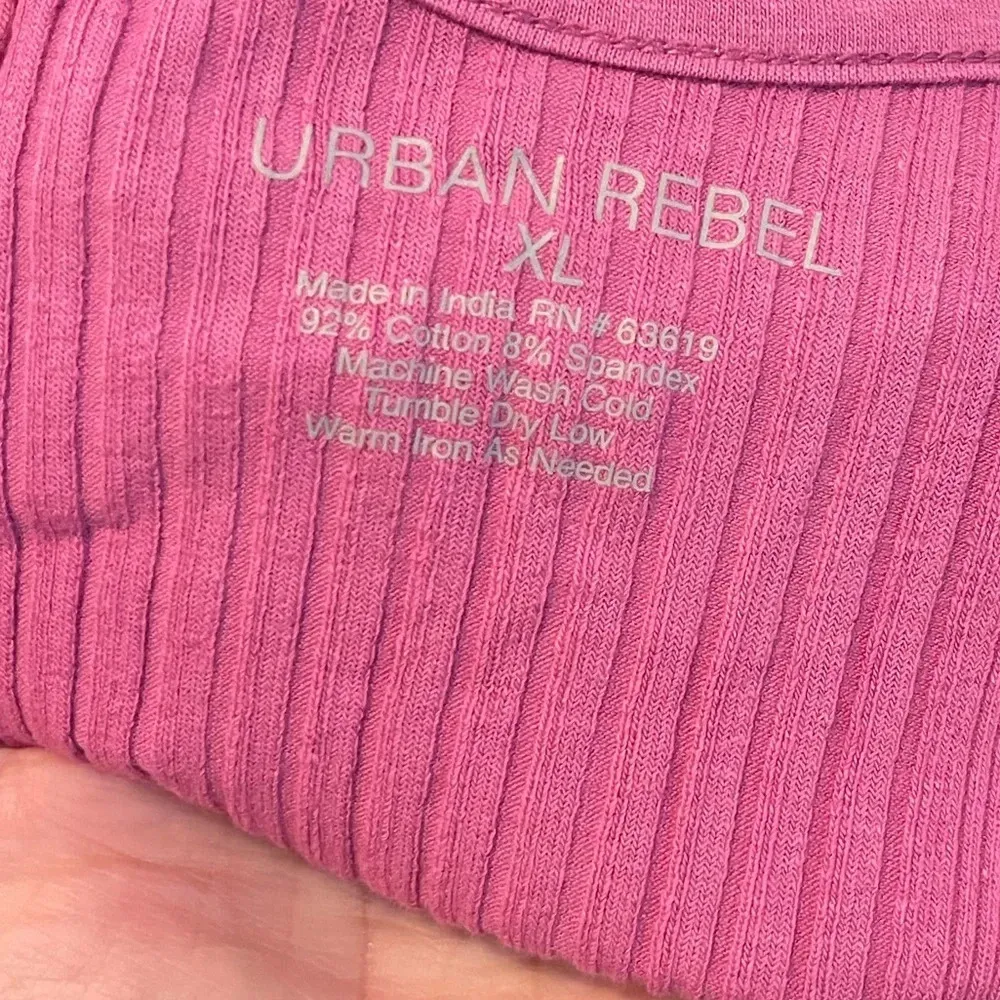 URBAN REBEL
XL
Made in India RN # 63619
92% Cotton 8% Spandex
Machine Wash Cold
Tumble Dry Low
Warm Iron As Needed